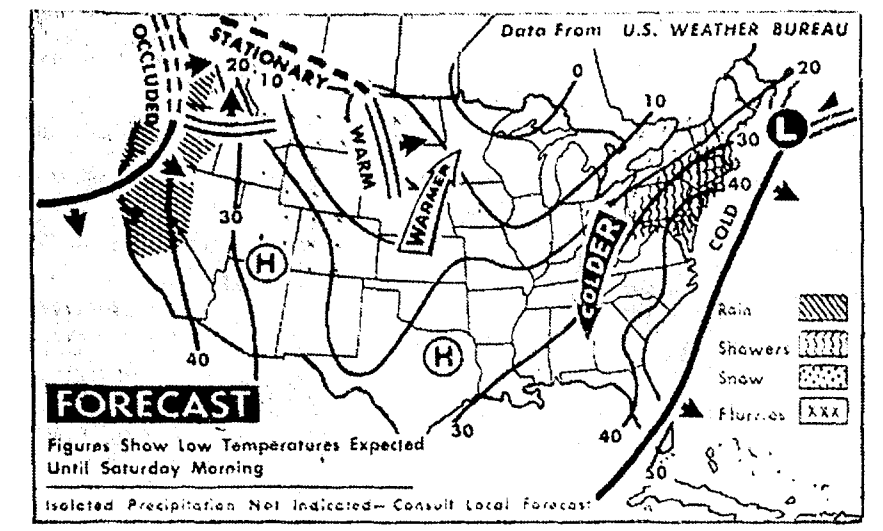 Data From U.S. WEATHER BUREAU
OCCLUDED
STATIONARY
20
10
0
20
10
L
WARM
30
WARMER
40
COLD
30
H
COLDER
Rain
H
Showers
40
Snow
FORECAST
Flurries XXX
30
40
Figures Show Low Temperatures Expected
50
Until Saturday Morning
Isolated Precipitation Not Indicated— Consult Local Forecast